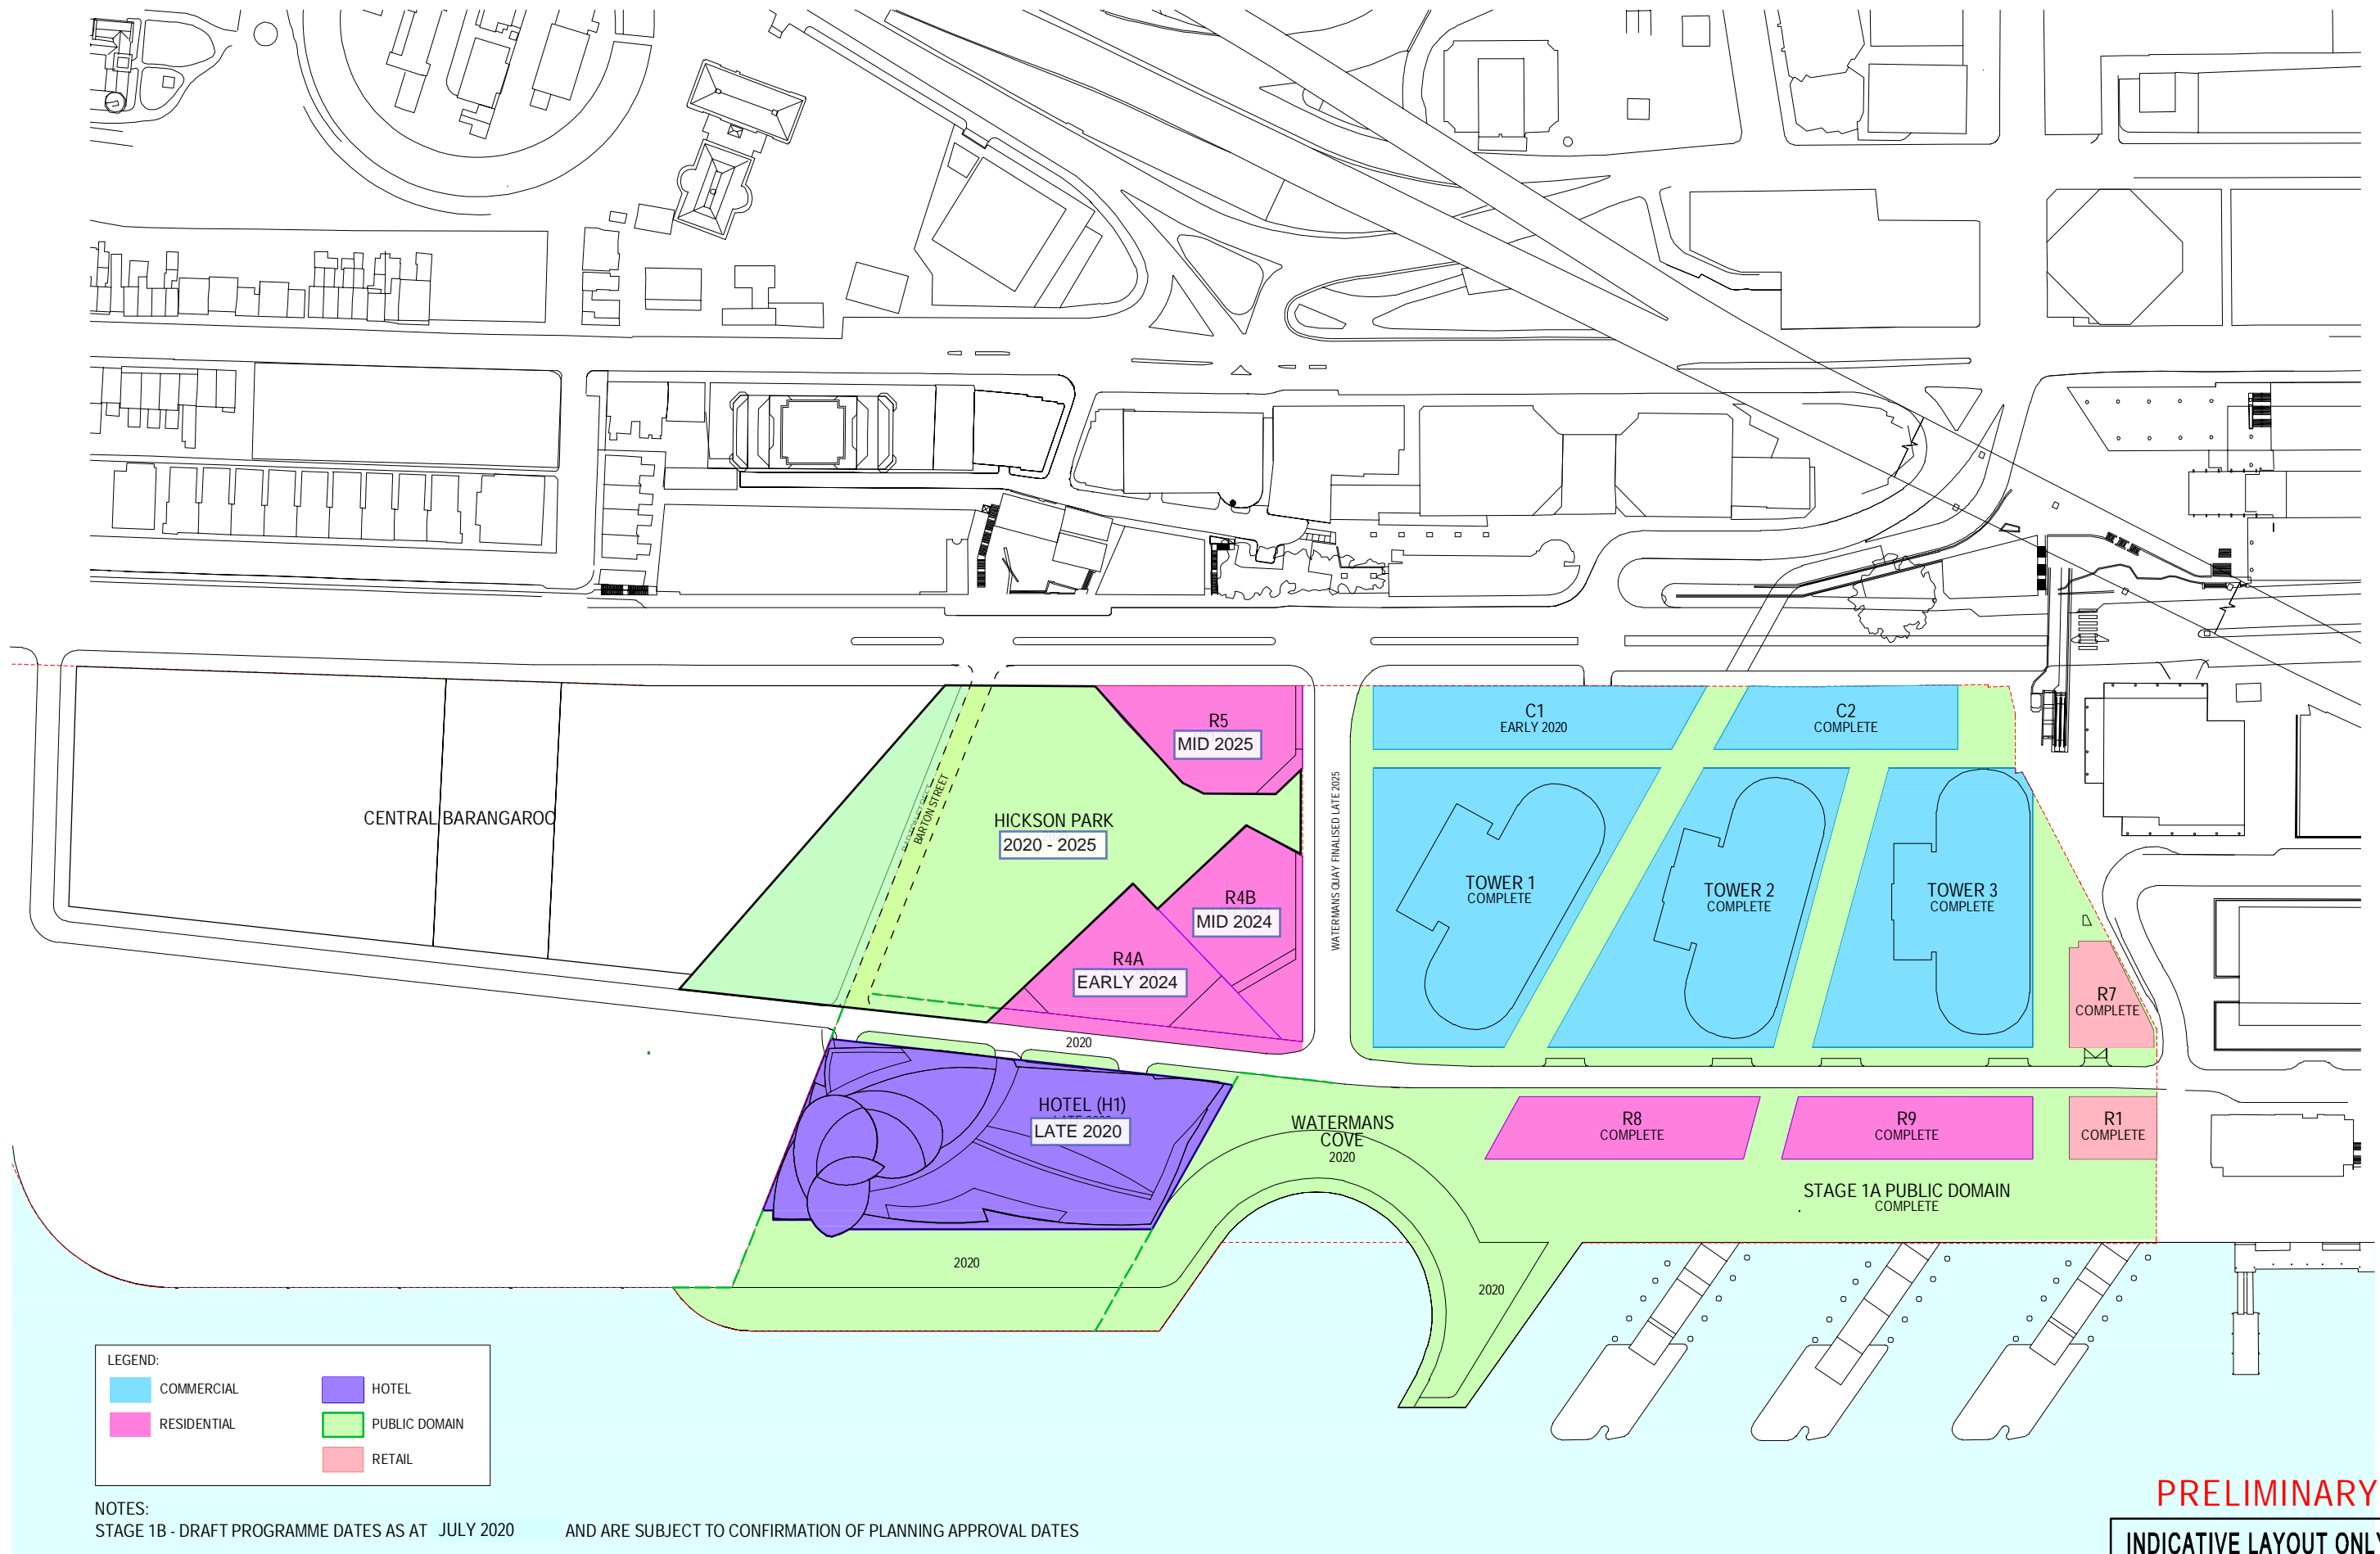 R5
MID 2025
C1
EARLY 2020
C2
COMPLETE
CENTRAL BARANGAROO
BARTON STREET
HICKSON PARK
2020 - 2025
WATERMANS QUAY FINALISED LATE 2025
R4B
MID 2024
R4A
EARLY 2024
TOWER 1
COMPLETE
TOWER 2
COMPLETE
TOWER 3
COMPLETE
R7
COMPLETE
2020
HOTEL (H1)
LATE 2020
WATERMANS
COVE
2020
R8
COMPLETE
R9
COMPLETE
R1
COMPLETE
STAGE 1A PUBLIC DOMAIN
COMPLETE
2020
2020
LEGEND:
COMMERCIAL
HOTEL
RESIDENTIAL
PUBLIC DOMAIN
RETAIL
NOTES:
STAGE 1B - DRAFT PROGRAMME DATES AS AT JULY 2020 AND ARE SUBJECT TO CONFIRMATION OF PLANNING APPROVAL DATES
PRELIMINARY
INDICATIVE LAYOUT ONLY